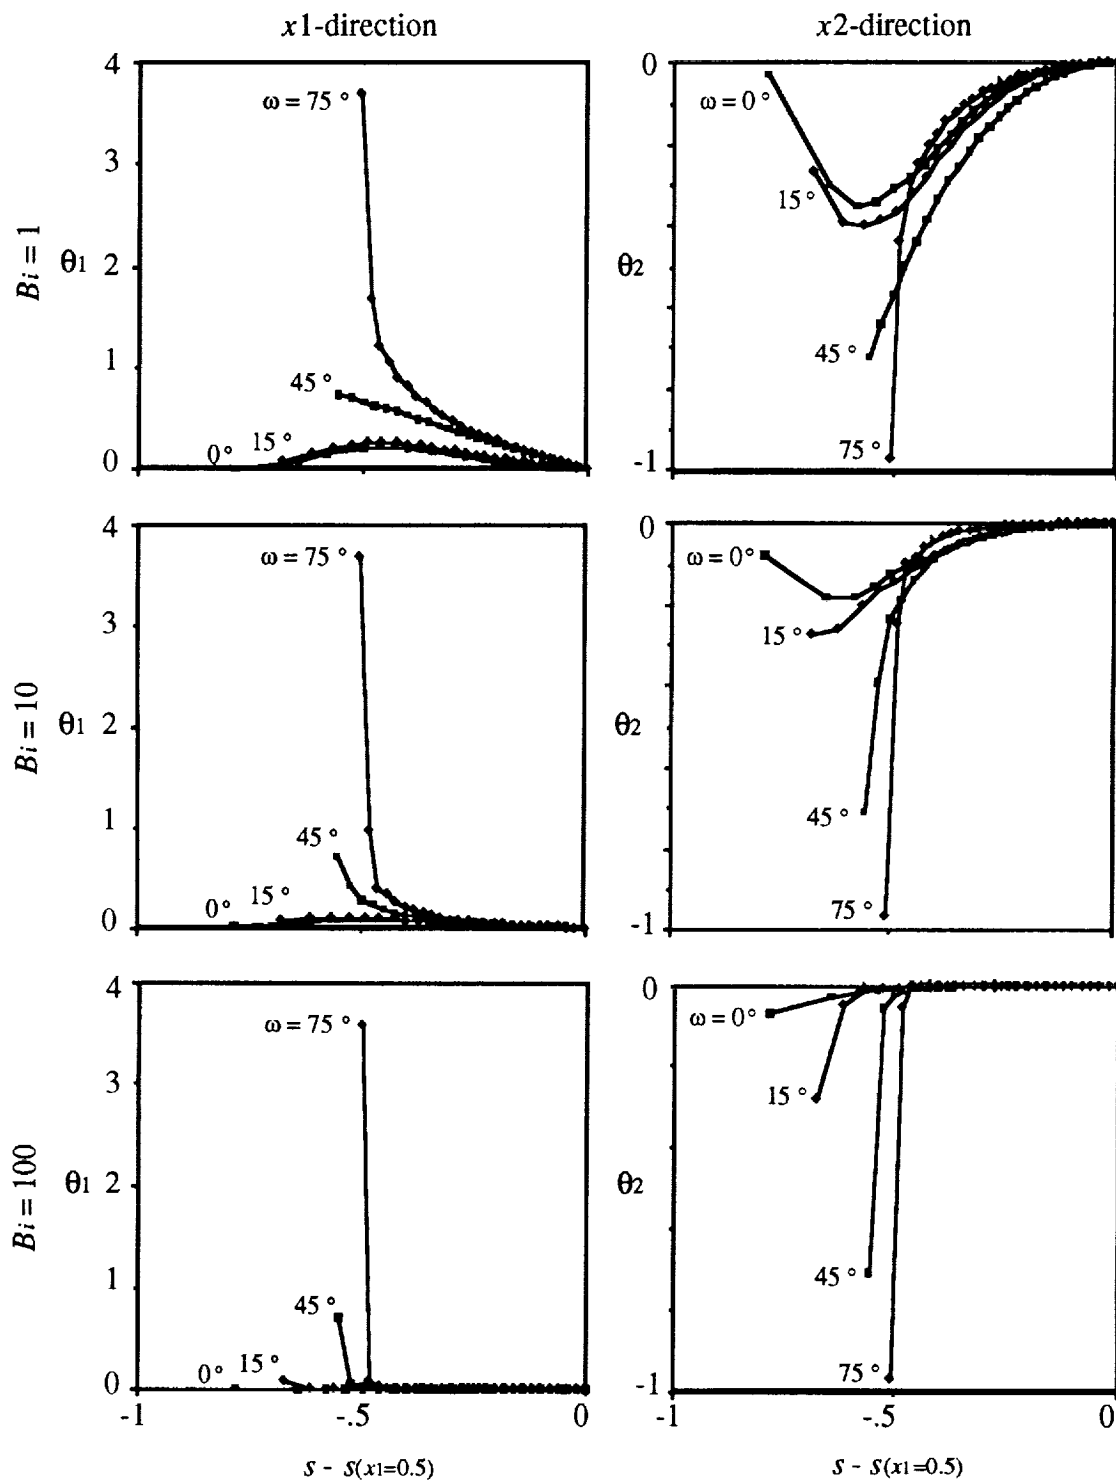 x1-direction
x2-direction
Bi = 1
θ1
4
3
2
1
0
ω = 75 °
45 °
15 °
0 °
θ2
0
-1
ω = 0 °
15 °
45 °
75 °
Bi = 10
θ1
4
3
2
1
0
ω = 75 °
45 °
15 °
0 °
θ2
0
-1
ω = 0 °
15 °
45 °
75 °
Bi = 100
θ1
4
3
2
1
0
ω = 75 °
45 °
0 ° 15 °
-1 -.5 0
s - s(x1=0.5)
θ2
0
-1
ω = 0 °
15 °
45 °
75 °
-1 -.5 0
s - s(x1=0.5)